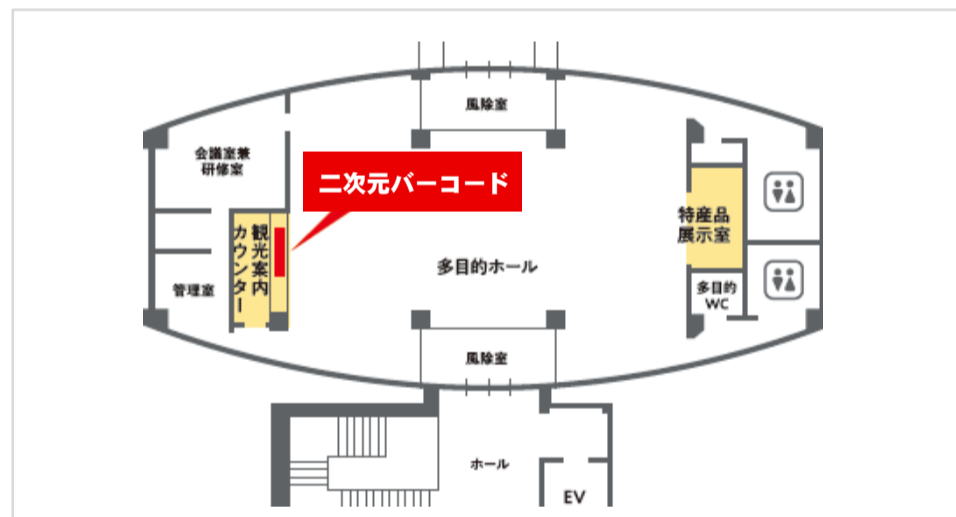 風除室
会議室兼
研修室
二次元バーコード
観光案内
カウンター
特産品
展示室
多目的ホール
管理室
多目的
WC
風除室
ホール
EV